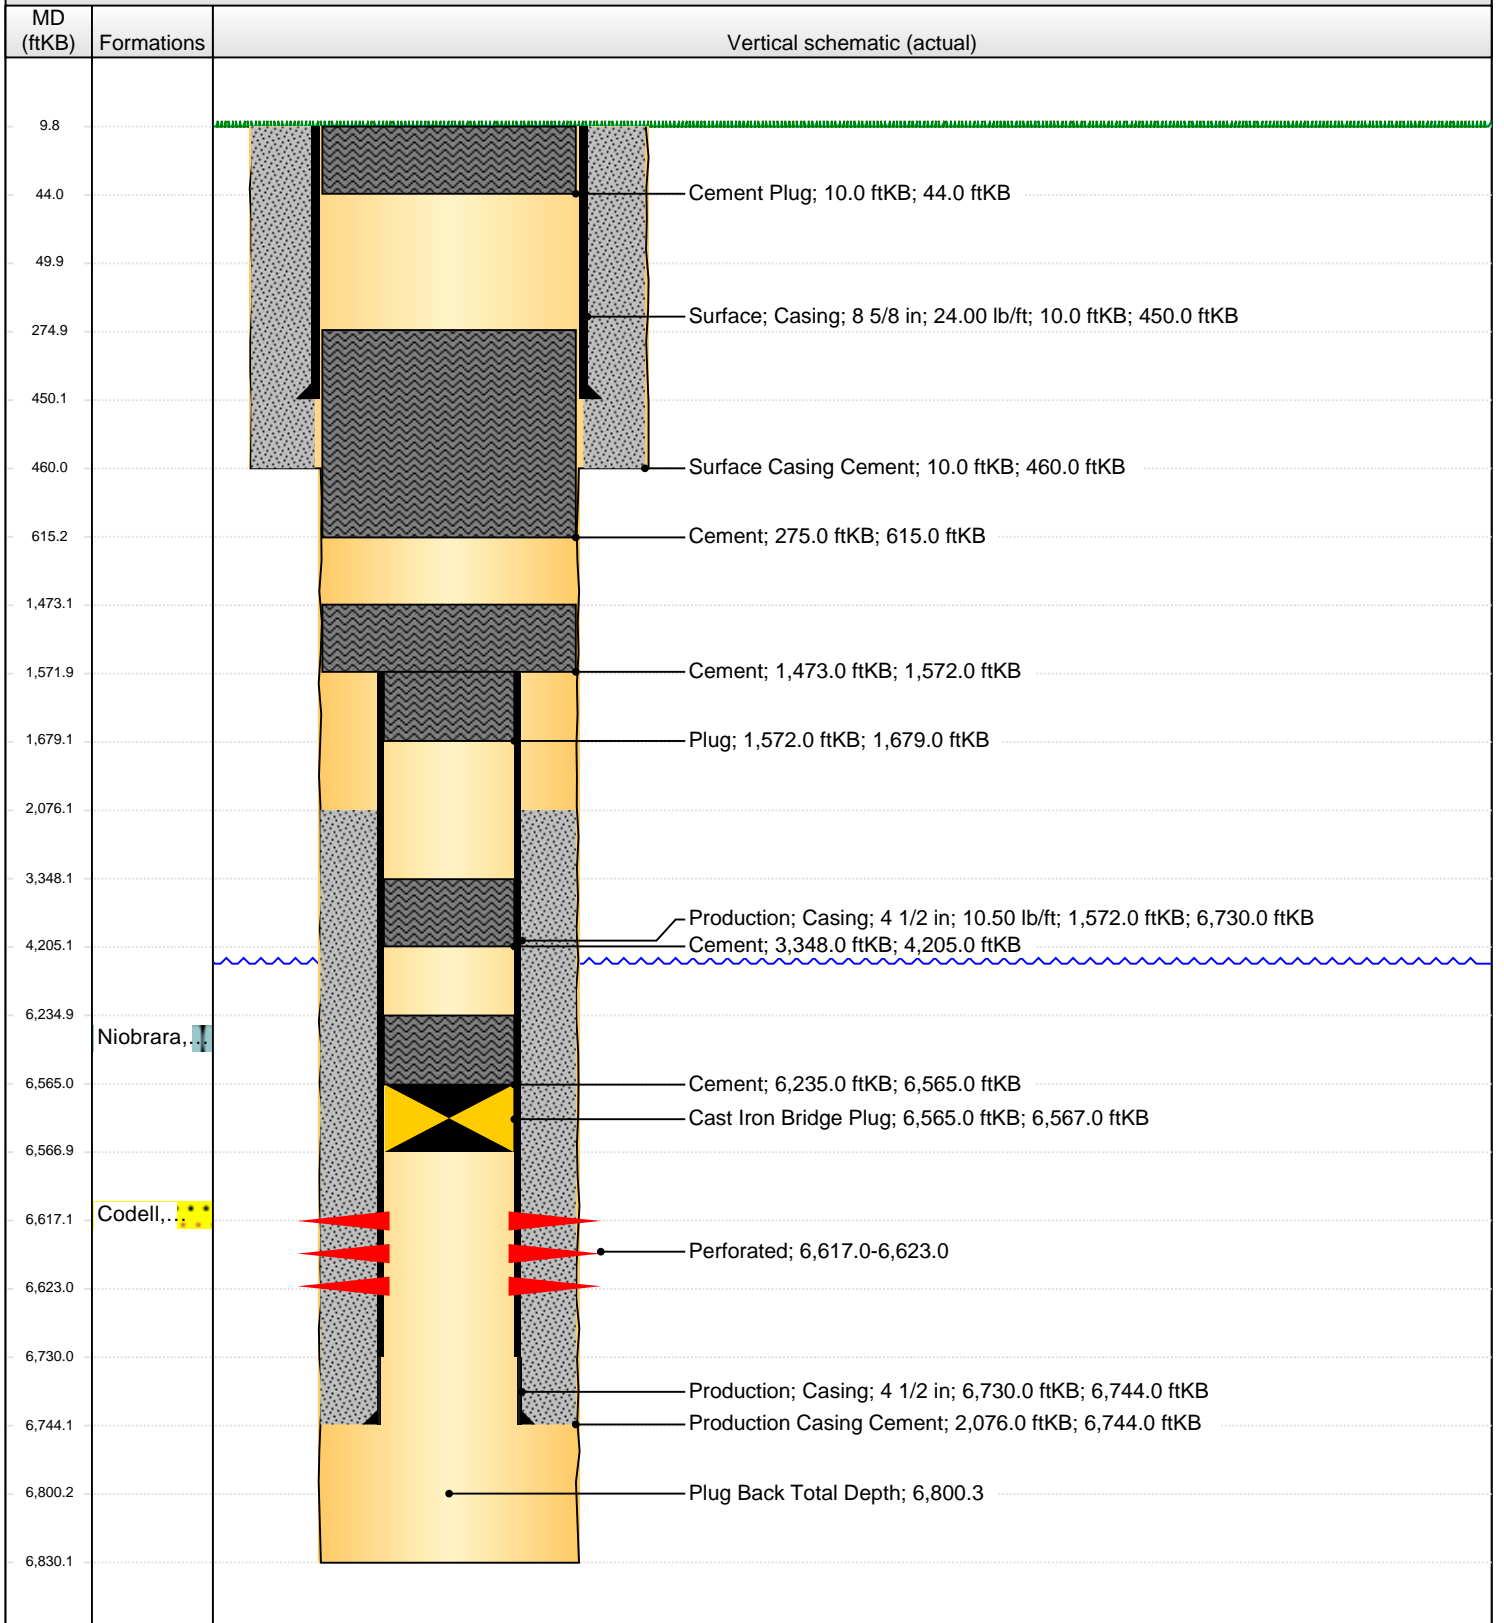 MD
(ftKB)
Formations
Vertical schematic (actual)
9.8
44.0
Cement Plug; 10.0 ftKB; 44.0 ftKB
49.9
Surface; Casing; 8 5/8 in; 24.00 lb/ft; 10.0 ftKB; 450.0 ftKB
274.9
450.1
460.0
Surface Casing Cement; 10.0 ftKB; 460.0 ftKB
615.2
Cement; 275.0 ftKB; 615.0 ftKB
1,473.1
1,571.9
Cement; 1,473.0 ftKB; 1,572.0 ftKB
1,679.1
Plug; 1,572.0 ftKB; 1,679.0 ftKB
2,076.1
3,348.1
Production; Casing; 4 1/2 in; 10.50 lb/ft; 1,572.0 ftKB; 6,730.0 ftKB
4,205.1
Cement; 3,348.0 ftKB; 4,205.0 ftKB
6,234.9
Niobrara,...
6,565.0
Cement; 6,235.0 ftKB; 6,565.0 ftKB
Cast Iron Bridge Plug; 6,565.0 ftKB; 6,567.0 ftKB
6,566.9
Codell,...
6,617.1
Perforated; 6,617.0-6,623.0
6,623.0
6,730.0
Production; Casing; 4 1/2 in; 6,730.0 ftKB; 6,744.0 ftKB
6,744.1
Production Casing Cement; 2,076.0 ftKB; 6,744.0 ftKB
6,800.2
Plug Back Total Depth; 6,800.3
6,830.1